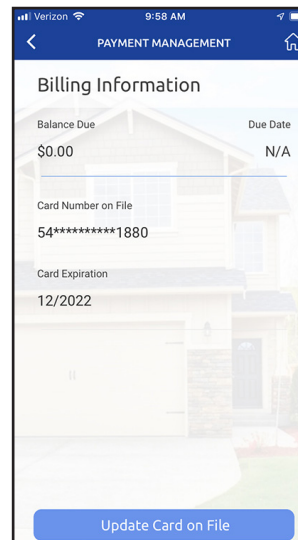 Verizon 9:58 AM
PAYMENT MANAGEMENT
Billing Information
Balance Due Due Date
$0.00 N/A
Card Number on File
54**********1880
Card Expiration
12/2022
Update Card on File